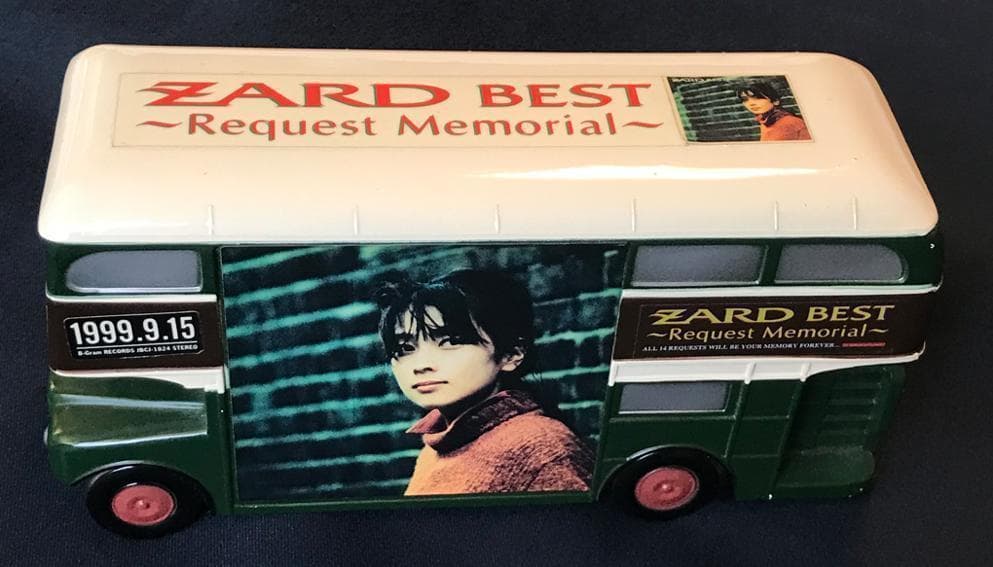 ZARD BEST
~Request Memorial~
1999.9.15
B-Gram RECORDS JBCJ-1024 STEREO
ZARD BEST
~Request Memorial~
ALL 14 REQUESTS WILL BE YOUR MEMORY FOREVER...